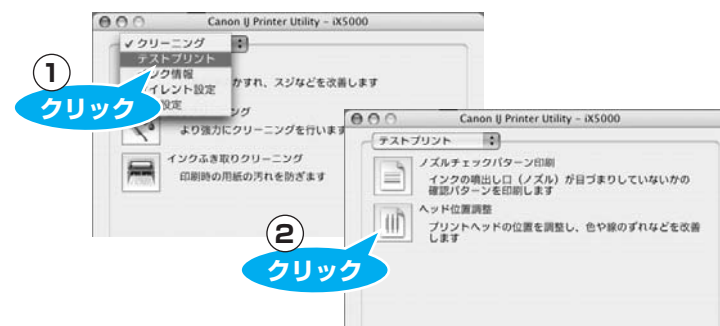 Canon IJ Printer Utility – iX5000
✓クリーニング
テストプリント
ンク情報
イレント設定
設定
かすれ、スジなどを改善します
ング
より強力にクリーニングを行います
インクふき取りクリーニング
印刷時の用紙の汚れを防ぎます
①
クリック
Canon IJ Printer Utility – iX5000
テストプリント
ノズルチェックパターン印刷
インクの噴出し口（ノズル）が目づまりしていないかの
確認パターンを印刷します
ヘッド位置調整
プリントヘッドの位置を調整し、色や線のずれなどを改善
します
②
クリック